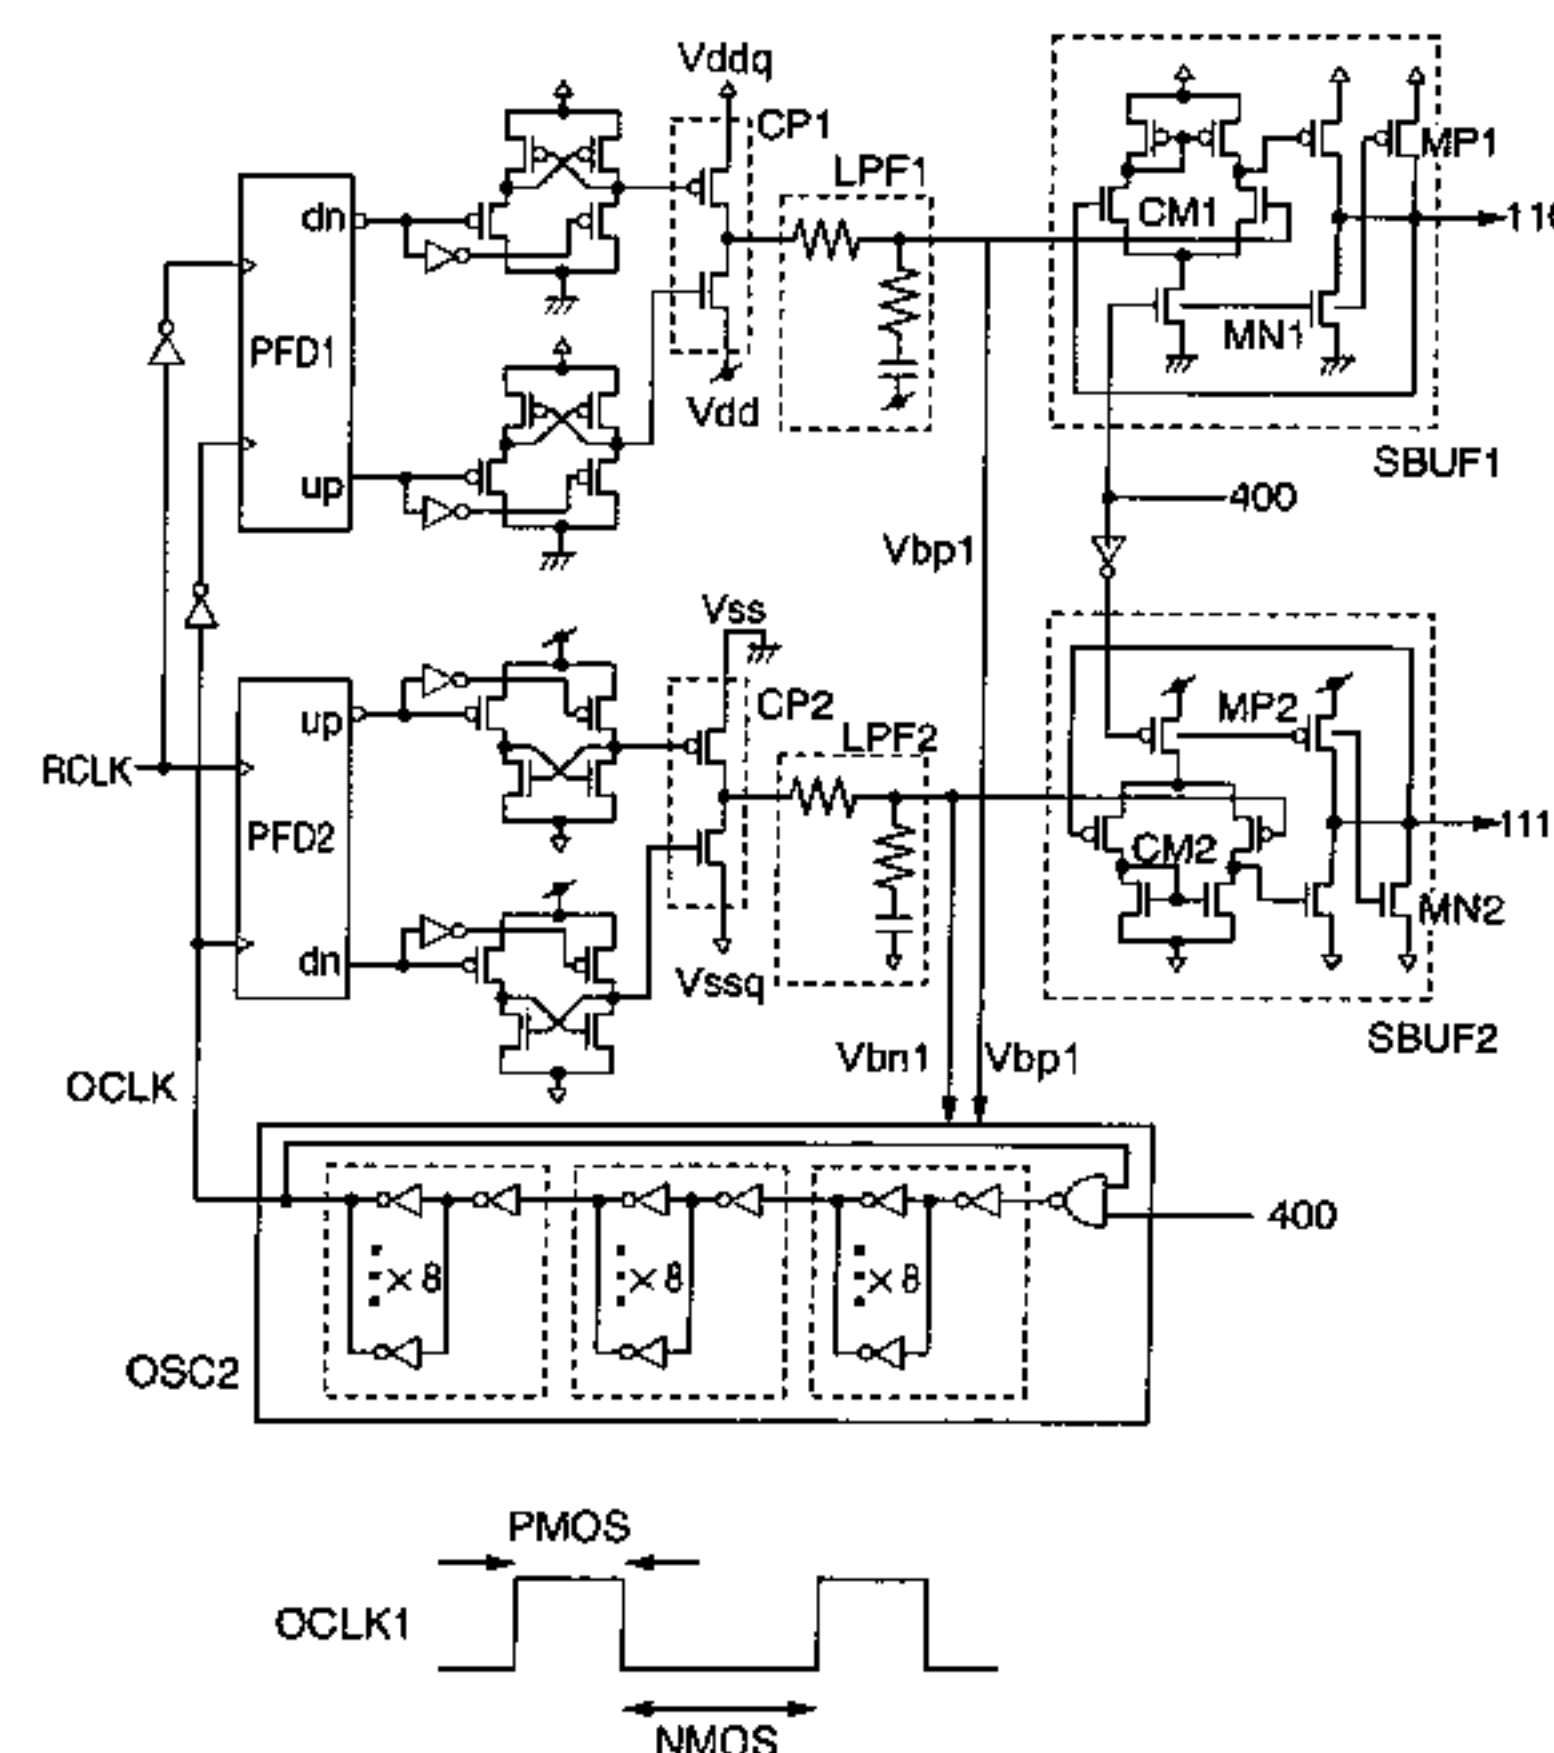 Vddq
CP1
LPF1
MP1
dn
CM1
PFD1
MN1
Vdd
up
SBUF1
400
Vbp1
Vss
up
CP2
MP2
LPF2
RCLK
PFD2
CM2
111
MN2
dn
Vssq
SBUF2
Vbn1
Vbp1
OCLK
400
×8
×8
×8
OSC2
PMOS
OCLK1
NMOS